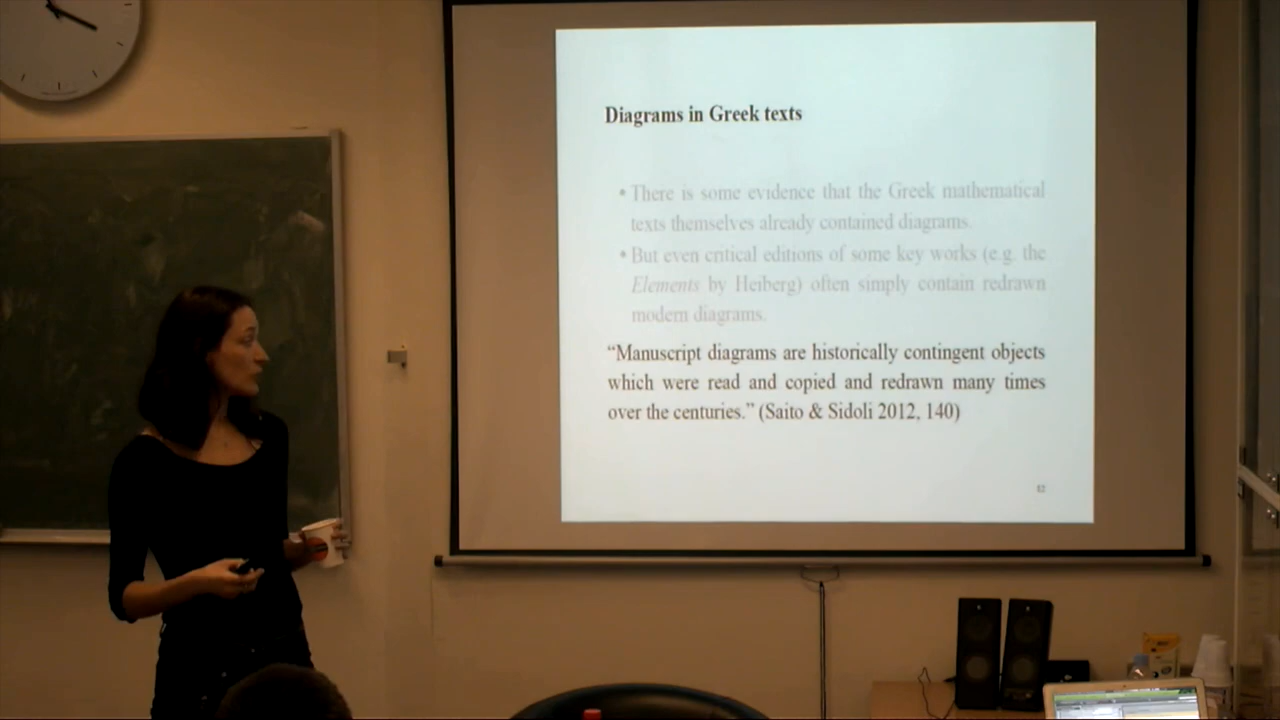 Diagrams in Greek texts
• There is some evidence that the Greek mathematical
texts themselves already contained diagrams.
• But even critical editions of some key works (e.g. the
Elements by Heiberg) often simply contain redrawn
modern diagrams.
“Manuscript diagrams are historically contingent objects
which were read and copied and redrawn many times
over the centuries.” (Saito & Sidoli 2012, 140)